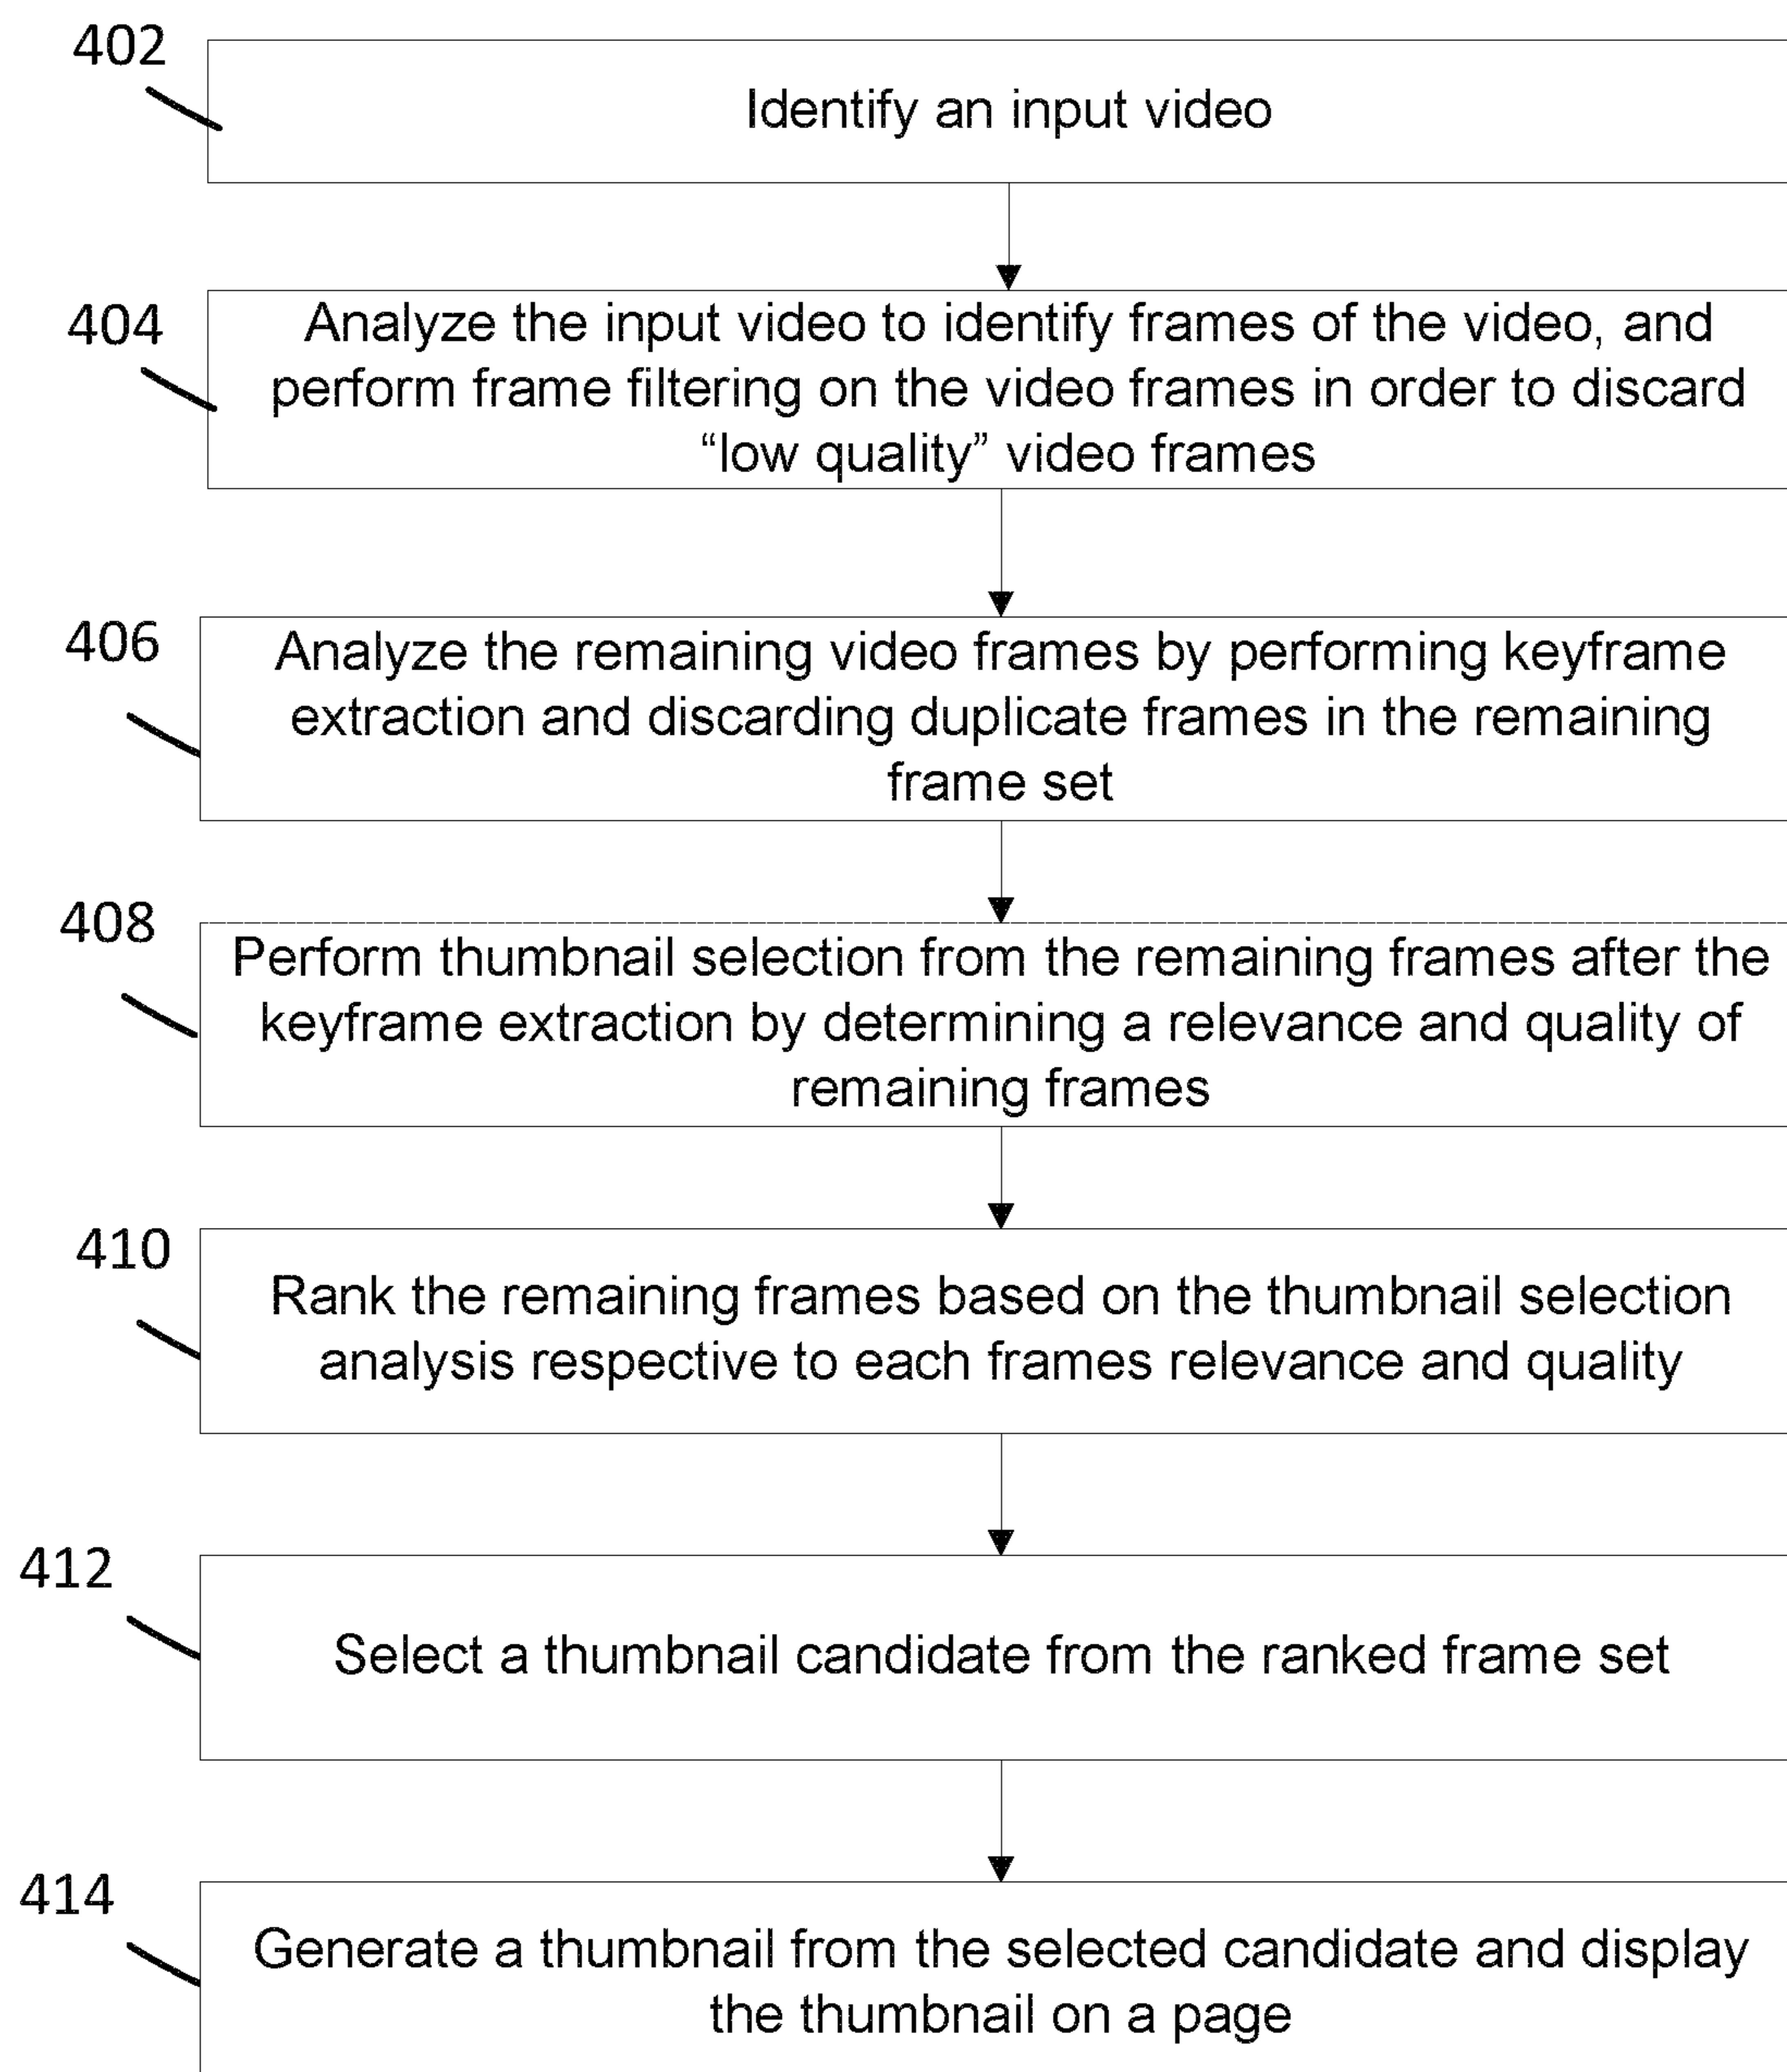 402
Identify an input video
404
Analyze the input video to identify frames of the video, and
perform frame filtering on the video frames in order to discard
“low quality” video frames
406
Analyze the remaining video frames by performing keyframe
extraction and discarding duplicate frames in the remaining
frame set
408
Perform thumbnail selection from the remaining frames after the
keyframe extraction by determining a relevance and quality of
remaining frames
410
Rank the remaining frames based on the thumbnail selection
analysis respective to each frames relevance and quality
412
Select a thumbnail candidate from the ranked frame set
414
Generate a thumbnail from the selected candidate and display
the thumbnail on a page